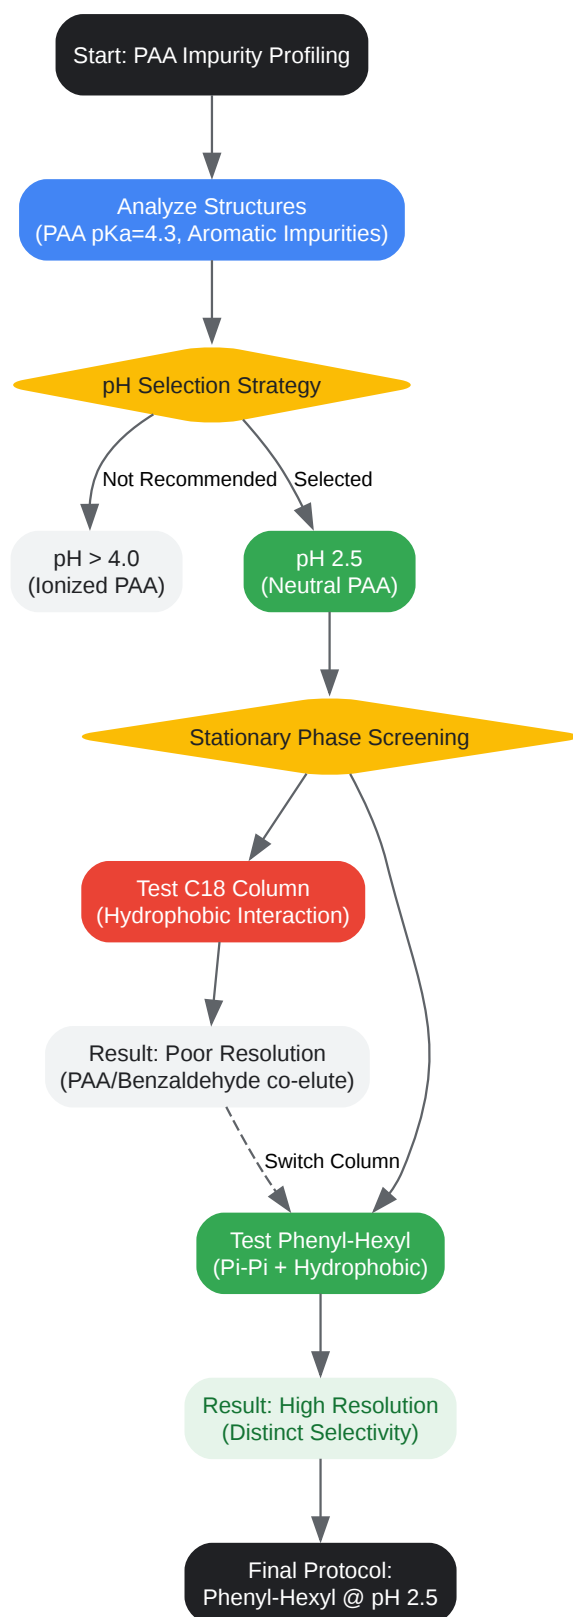 Start: PAA Impurity Profiling
Analyze Structures
(PAA pKa=4.3, Aromatic Impurities)
pH Selection Strategy
Not Recommended
Selected
pH > 4.0
(Ionized PAA)
pH 2.5
(Neutral PAA)
Stationary Phase Screening
Test C18 Column
(Hydrophobic Interaction)
Result: Poor Resolution
(PAA/Benzaldehyde co-elute)
Switch Column
Test Phenyl-Hexyl
(Pi-Pi + Hydrophobic)
Result: High Resolution
(Distinct Selectivity)
Final Protocol:
Phenyl-Hexyl @ pH 2.5